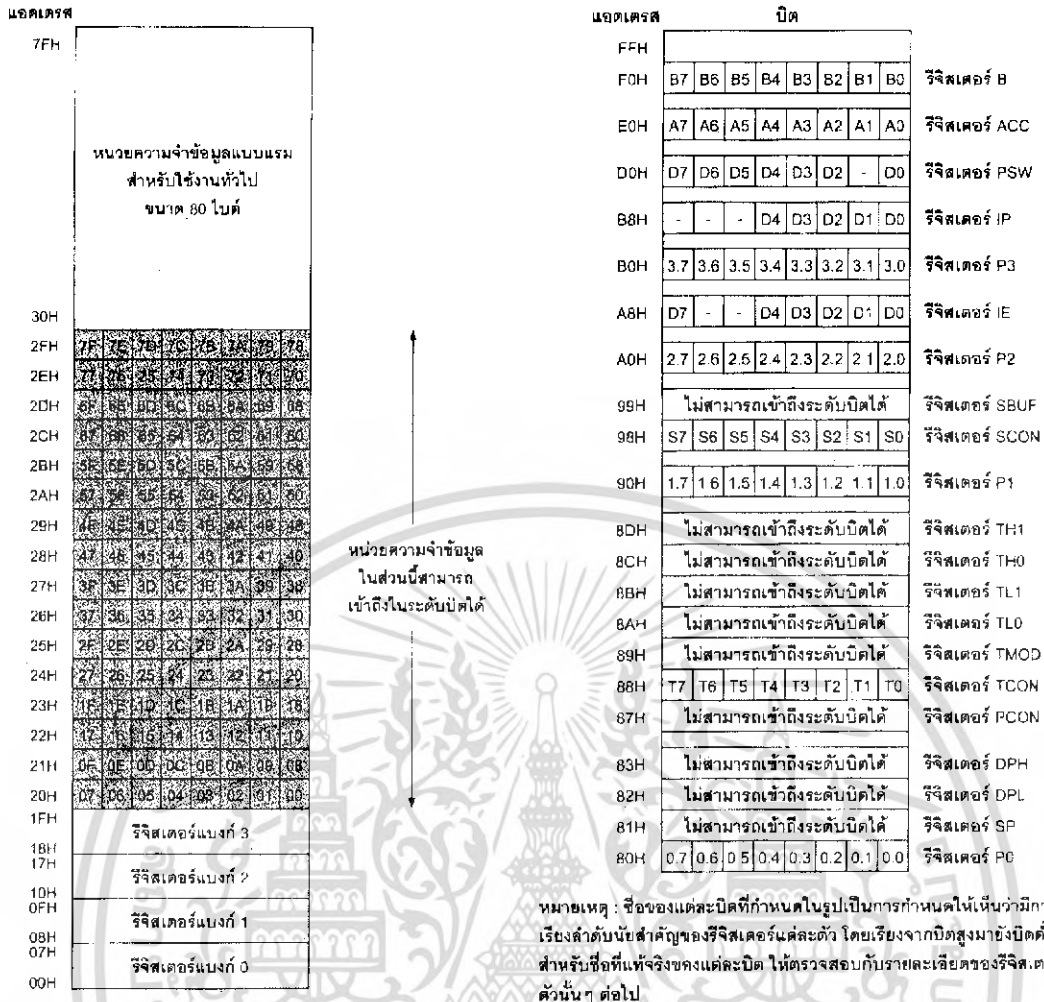 แอดเดรส
7FH
หน่วยความจำข้อมูลแบบแรม
สำหรับใช้งานทั่วไป
ขนาด 80 ไบต์
30H
2FH 7F 7E 7D 7C 7B 7A 79 78
2EH 77 76 25 74 73 72 71 70
2DH 6F 6E 6D 6C 6B 6A 69 68
2CH 67 66 65 64 63 62 61 60
2BH 5F 5E 5D 5C 5B 5A 59 58
2AH 57 56 55 54 53 52 51 50
29H 4F 4E 4D 4C 4B 4A 49 48
28H 47 46 45 44 43 42 41 40
27H 3F 3E 3D 3C 3B 3A 39 38
26H 37 36 35 34 33 32 31 30
25H 2F 2E 2D 2C 2B 2A 29 28
24H 27 26 25 24 23 22 21 20
23H 1F 1E 1D 1C 1B 1A 19 18
22H 17 16 15 14 13 12 11 10
21H 0F 0E 0D 0C 0B 0A 09 08
20H 07 06 05 04 03 02 01 00
1FH
รีจิสเตอร์แบงก์ 3
18H
17H
รีจิสเตอร์แบงก์ 2
10H
0FH
รีจิสเตอร์แบงก์ 1
08H
07H
รีจิสเตอร์แบงก์ 0
00H
หน่วยความจำข้อมูล
ในส่วนนี้สามารถ
เข้าถึงในระดับบิตได้
แอดเดรส บิต
FFH
F0H B7 B6 B5 B4 B3 B2 B1 B0 รีจิสเตอร์ B
E0H A7 A6 A5 A4 A3 A2 A1 A0 รีจิสเตอร์ ACC
D0H D7 D6 D5 D4 D3 D2 - D0 รีจิสเตอร์ PSW
B8H - - - D4 D3 D2 D1 D0 รีจิสเตอร์ IP
B0H 3.7 3.6 3.5 3.4 3.3 3.2 3.1 3.0 รีจิสเตอร์ P3
A8H D7 - - D4 D3 D2 D1 D0 รีจิสเตอร์ IE
A0H 2.7 2.6 2.5 2.4 2.3 2.2 2.1 2.0 รีจิสเตอร์ P2
99H ไม่สามารถเข้าถึงระดับบิตได้ รีจิสเตอร์ SBUF
98H S7 S6 S5 S4 S3 S2 S1 S0 รีจิสเตอร์ SCON
90H 1.7 1.6 1.5 1.4 1.3 1.2 1.1 1.0 รีจิสเตอร์ P1
8DH ไม่สามารถเข้าถึงระดับบิตได้ รีจิสเตอร์ TH1
8CH ไม่สามารถเข้าถึงระดับบิตได้ รีจิสเตอร์ TH0
8BH ไม่สามารถเข้าถึงระดับบิตได้ รีจิสเตอร์ TL1
8AH ไม่สามารถเข้าถึงระดับบิตได้ รีจิสเตอร์ TL0
89H ไม่สามารถเข้าถึงระดับบิตได้ รีจิสเตอร์ TMOD
88H T7 T6 T5 T4 T3 T2 T1 T0 รีจิสเตอร์ TCON
87H ไม่สามารถเข้าถึงระดับบิตได้ รีจิสเตอร์ PCON
83H ไม่สามารถเข้าถึงระดับบิตได้ รีจิสเตอร์ DPH
82H ไม่สามารถเข้าถึงระดับบิตได้ รีจิสเตอร์ DPL
81H ไม่สามารถเข้าถึงระดับบิตได้ รีจิสเตอร์ SP
80H 0.7 0.6 0.5 0.4 0.3 0.2 0.1 0.0 รีจิสเตอร์ P0
หมายเหตุ : ชื่อของแต่ละบิตที่กำหนดในรูปเป็นการกำหนดให้เห็นว่ามี
เรียงลำดับนัยสำคัญของรีจิสเตอร์แต่ละตัว โดยเรียงจากบิตสูงมายังบิต
สำหรับชื่อที่แท้จริงของแต่ละบิต ให้ตรวจสอบกับรายละเอียดของ
ตัวนั้น ๆ ต่อไป